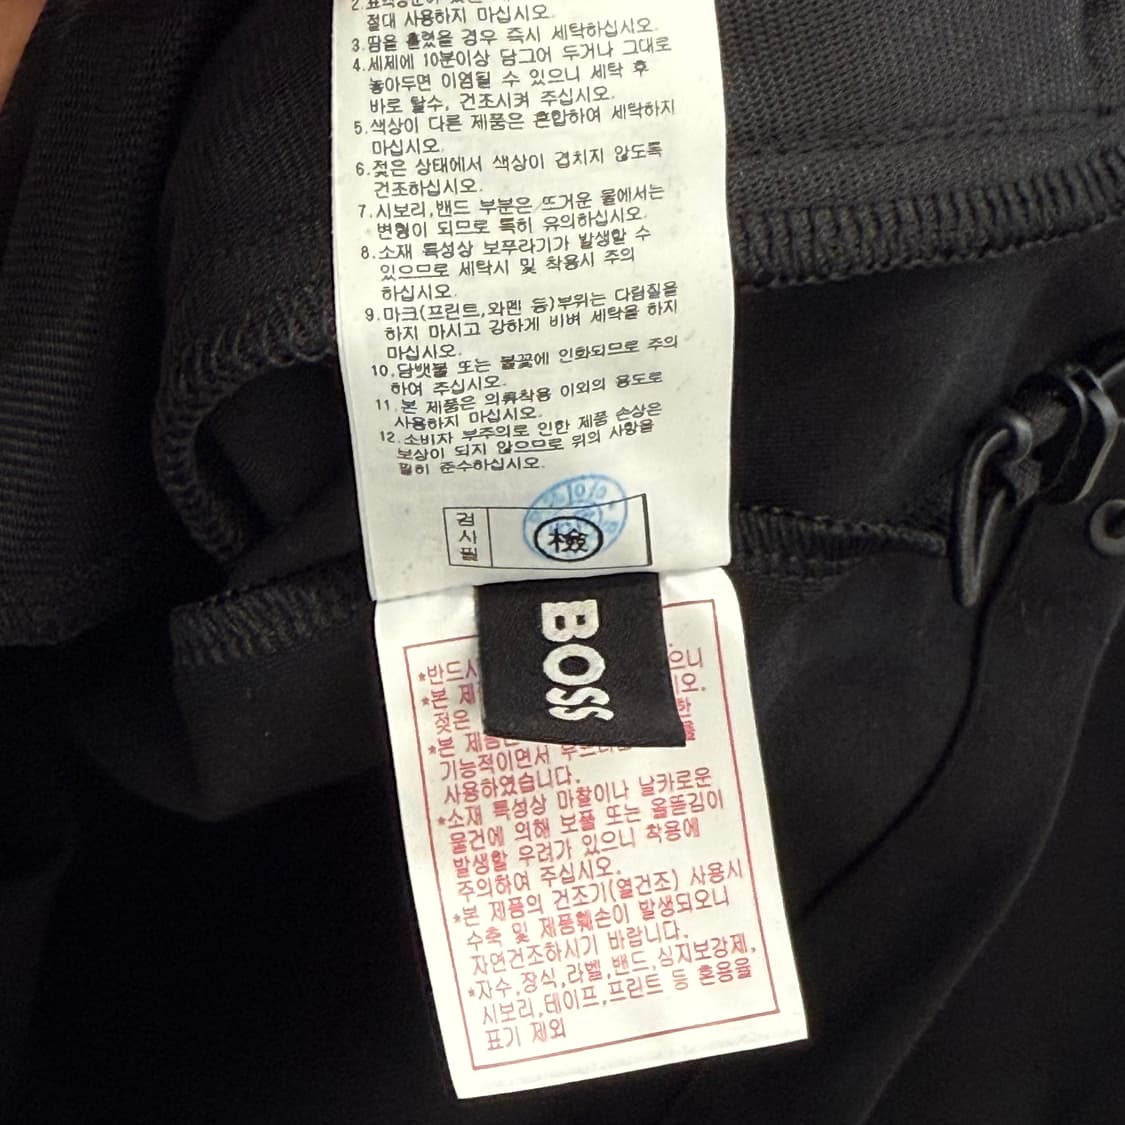 2.표백성분이
절대 사용하지 마십시오.
3.땀을 흘렸을 경우 즉시 세탁하십시오.
4.세제에 10분이상 담그어 두거나 그대로
놓아두면 이염될 수 있으니 세탁 후
바로 탈수, 건조시켜 주십시오.
5.색상이 다른 제품은 혼합하여 세탁하지
마십시오.
6.젖은 상태에서 색상이 겹치지 않도록
건조하십시오.
7.시보리,밴드 부분은 뜨거운 물에서는
변형이 되므로 특히 유의하십시오.
8.소재 특성상 보푸라기가 발생할 수
있으므로 세탁시 및 착용시 주의
하십시오.
9.마크(프린트,와펜 등)부위는 다림질을
하지 마시고 강하게 비벼 세탁을 하지
마십시오.
10.담뱃불 또는 불꽃에 인화되므로 주의
하여 주십시오.
11.본 제품은 의류착용 이외의 용도로
사용하지 마십시오.
12.소비자 부주의로 인한 제품 손상은
보상이 되지 않으므로 위의 사항을
필히 준수하십시오.
검사필
檢
BOSS
*반드시 으니
*본 제 오.
젖은 한
*본 제품은
기능적이면서
사용하였습니다.
*소재 특성상 마찰이나 날카로운
물건에 의해 보풀 또는 올뜯김이
발생할 우려가 있으니 착용에
주의하여 주십시오.
*본 제품의 건조기(열건조) 사용시
수축 및 제품훼손이 발생되오니
자연건조하시기 바랍니다.
*자수,장식,라벨,밴드,심지보강제,
시보리,테이프,프린트 등 혼용율
표기 제외